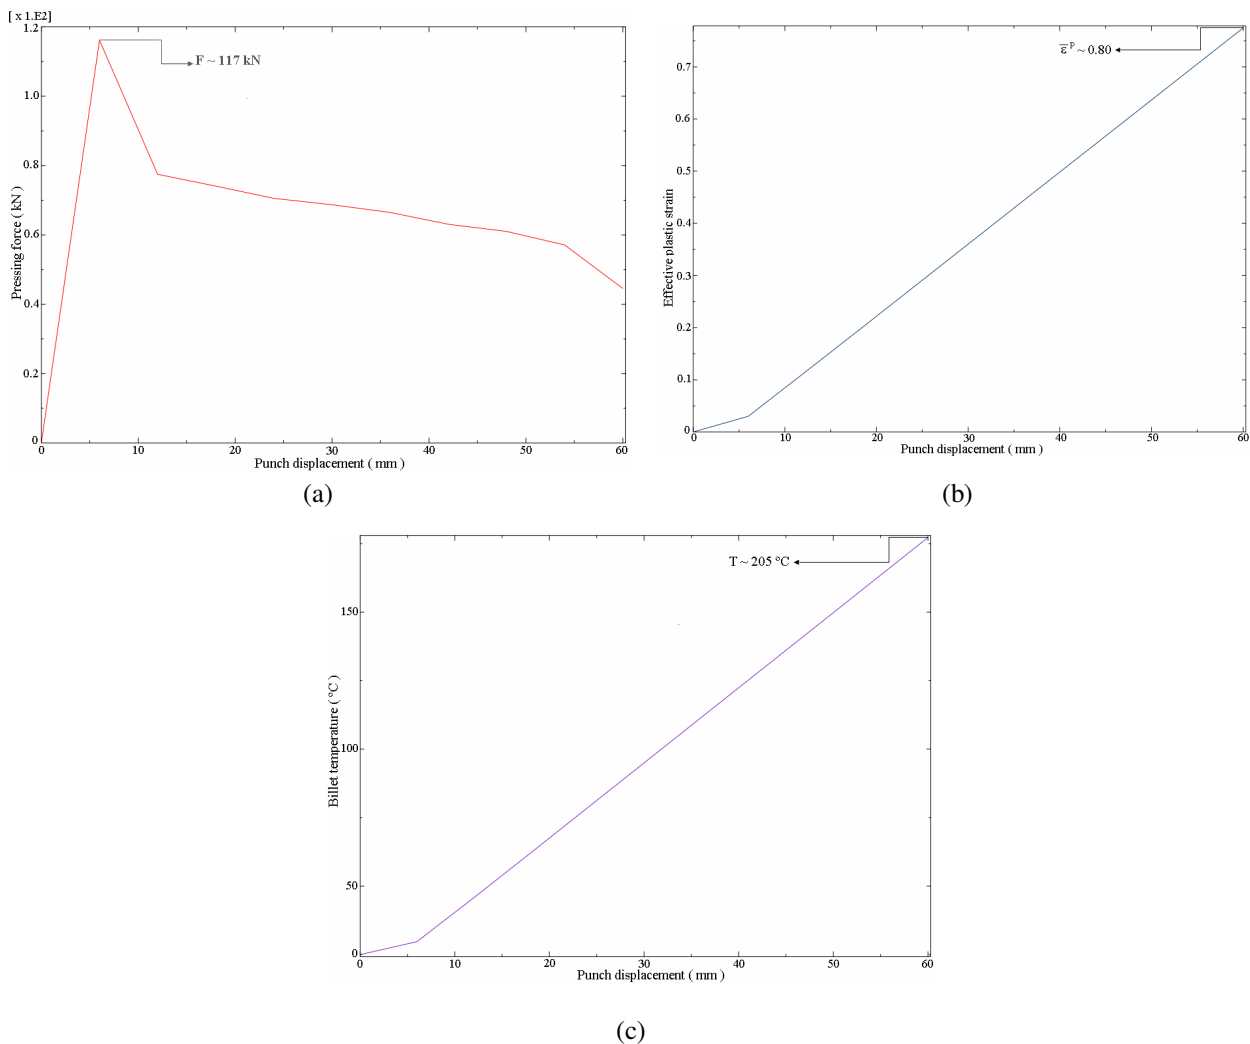 [ x 1.E2]
1.2
1.0
0.8
0.6
0.4
0.2
0
Pressing force ( kN )
F ~ 117 kN
0 10 20 30 40 50 60
Punch displacement ( mm )
(a)
0.7
0.6
0.5
0.4
0.3
0.2
0.1
0
Effective plastic strain
ε̅ᵖ ~ 0.80
0 10 20 30 40 50 60
Punch displacement ( mm )
(b)
150
100
50
0
Billet temperature ( °C )
T ~ 205 °C
0 10 20 30 40 50 60
Punch displacement ( mm )
(c)